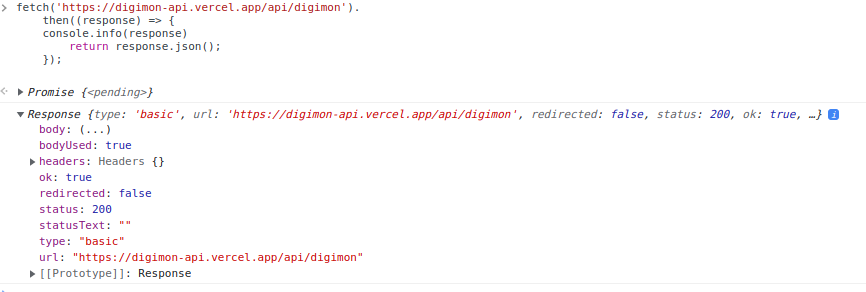 fetch('https://digimon-api.vercel.app/api/digimon').
then((response) => {
console.info(response)
return response.json();
});
Promise {<pending>}
Response {type: 'basic', url: 'https://digimon-api.vercel.app/api/digimon', redirected: false, status: 200, ok: true, …} i
body: (...)
bodyUsed: true
headers: Headers {}
ok: true
redirected: false
status: 200
statusText: ""
type: "basic"
url: "https://digimon-api.vercel.app/api/digimon"
[[Prototype]]: Response